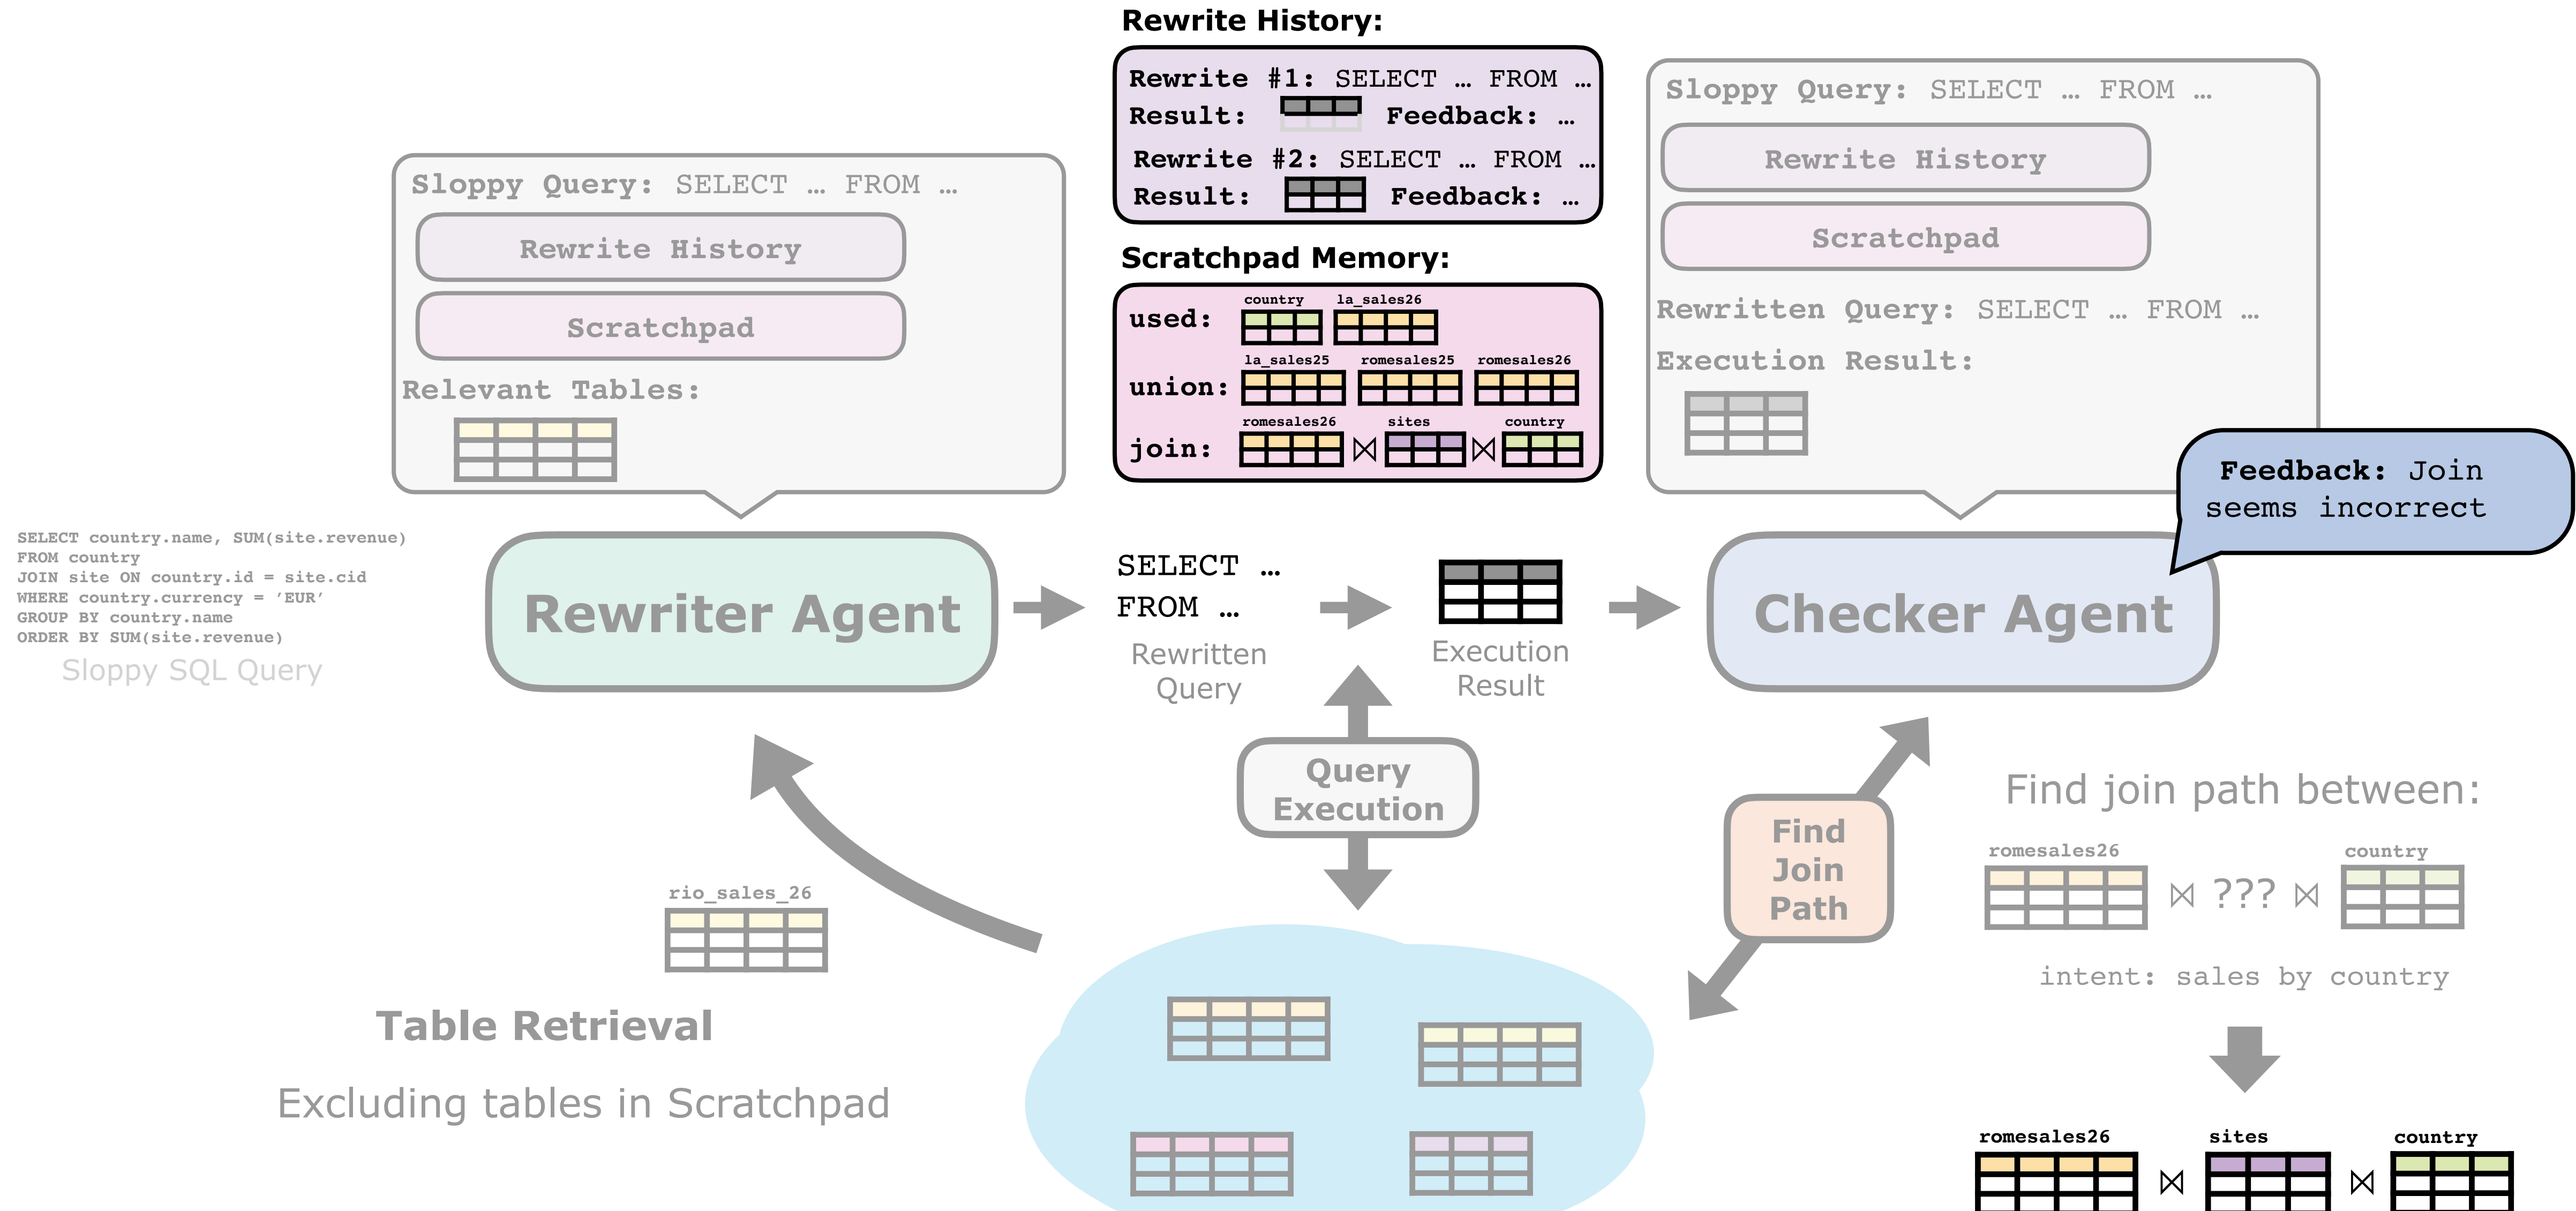 Rewrite History:
Rewrite #1: SELECT … FROM …
Result: Feedback: …
Rewrite #2: SELECT … FROM …
Result: Feedback: …
Scratchpad Memory:
country la_sales26
used:
la_sales25 romesales25 romesales26
union:
romesales26 sites country
join: ⋈ ⋈
Sloppy Query: SELECT … FROM …
Rewrite History
Scratchpad
Relevant Tables:
Sloppy Query: SELECT … FROM …
Rewrite History
Scratchpad
Rewritten Query: SELECT … FROM …
Execution Result:
Feedback: Join
seems incorrect
SELECT country.name, SUM(site.revenue)
FROM country
JOIN site ON country.id = site.cid
WHERE country.currency = ’EUR’
GROUP BY country.name
ORDER BY SUM(site.revenue)
Sloppy SQL Query
Rewriter Agent
SELECT …
FROM …
Rewritten
Query
Execution
Result
Checker Agent
Query
Execution
Find
Join
Path
Find join path between:
romesales26 country
⋈ ??? ⋈
intent: sales by country
romesales26 sites country
⋈ ⋈
rio_sales_26
Table Retrieval
Excluding tables in Scratchpad